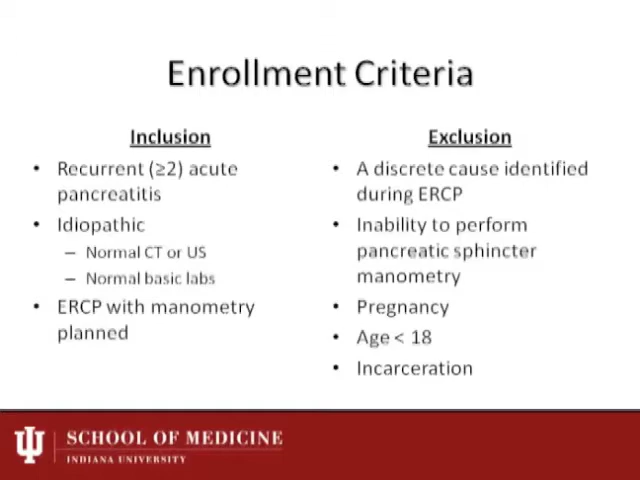 Enrollment Criteria
Inclusion
• Recurrent (≥2) acute
pancreatitis
• Idiopathic
– Normal CT or US
– Normal basic labs
• ERCP with manometry
planned
Exclusion
• A discrete cause identified
during ERCP
• Inability to perform
pancreatic sphincter
manometry
• Pregnancy
• Age < 18
• Incarceration
SCHOOL OF MEDICINE
INDIANA UNIVERSITY